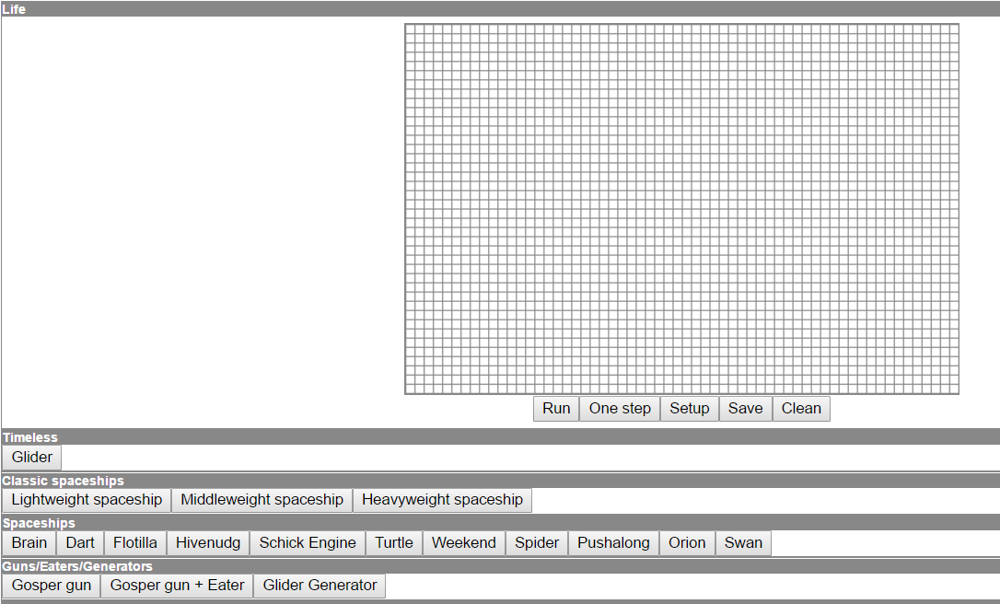 Life
Run One step Setup Save Clean
Timeless
Glider
Classic spaceships
Lightweight spaceship Middleweight spaceship Heavyweight spaceship
Spaceships
Brain Dart Flotilla Hivenudg Schick Engine Turtle Weekend Spider Pushalong Orion Swan
Guns/Eaters/Generators
Gosper gun Gosper gun + Eater Glider Generator